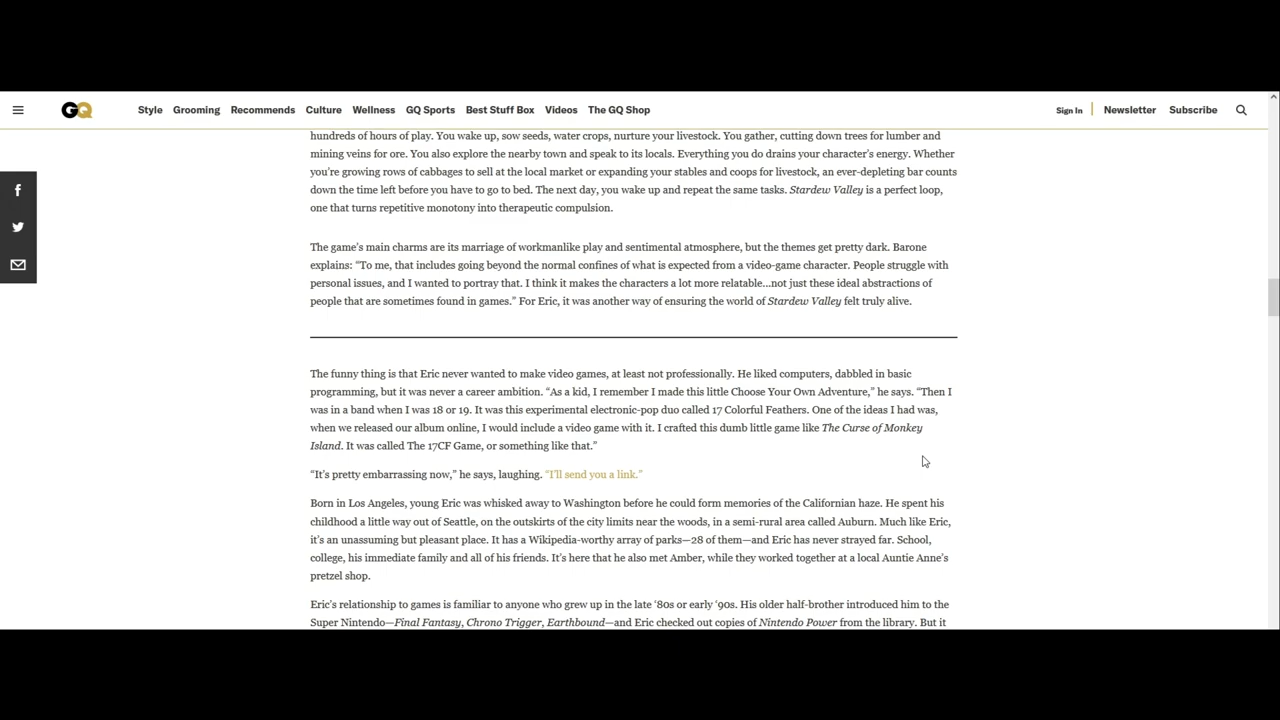 GQ
Style Grooming Recommends Culture Wellness GQ Sports Best Stuff Box Videos The GQ Shop
Sign In Newsletter Subscribe
hundreds of hours of play. You wake up, sow seeds, water crops, nurture your livestock. You gather, cutting down trees for lumber and
mining veins for ore. You also explore the nearby town and speak to its locals. Everything you do drains your character’s energy. Whether
you’re growing rows of cabbages to sell at the local market or expanding your stables and coops for livestock, an ever-depleting bar counts
down the time left before you have to go to bed. The next day, you wake up and repeat the same tasks. Stardew Valley is a perfect loop,
one that turns repetitive monotony into therapeutic compulsion.
The game’s main charms are its marriage of workmanlike play and sentimental atmosphere, but the themes get pretty dark. Barone
explains: “To me, that includes going beyond the normal confines of what is expected from a video-game character. People struggle with
personal issues, and I wanted to portray that. I think it makes the characters a lot more relatable...not just these ideal abstractions of
people that are sometimes found in games.” For Eric, it was another way of ensuring the world of Stardew Valley felt truly alive.
The funny thing is that Eric never wanted to make video games, at least not professionally. He liked computers, dabbled in basic
programming, but it was never a career ambition. “As a kid, I remember I made this little Choose Your Own Adventure,” he says. “Then I
was in a band when I was 18 or 19. It was this experimental electronic-pop duo called 17 Colorful Feathers. One of the ideas I had was,
when we released our album online, I would include a video game with it. I crafted this dumb little game like The Curse of Monkey
Island. It was called The 17CF Game, or something like that.”
“It’s pretty embarrassing now,” he says, laughing. “I’ll send you a link.”
Born in Los Angeles, young Eric was whisked away to Washington before he could form memories of the Californian haze. He spent his
childhood a little way out of Seattle, on the outskirts of the city limits near the woods, in a semi-rural area called Auburn. Much like Eric,
it’s an unassuming but pleasant place. It has a Wikipedia-worthy array of parks—28 of them—and Eric has never strayed far. School,
college, his immediate family and all of his friends. It’s here that he also met Amber, while they worked together at a local Auntie Anne’s
pretzel shop.
Eric’s relationship to games is familiar to anyone who grew up in the late ‘80s or early ‘90s. His older half-brother introduced him to the
Super Nintendo—Final Fantasy, Chrono Trigger, Earthbound—and Eric checked out copies of Nintendo Power from the library. But it